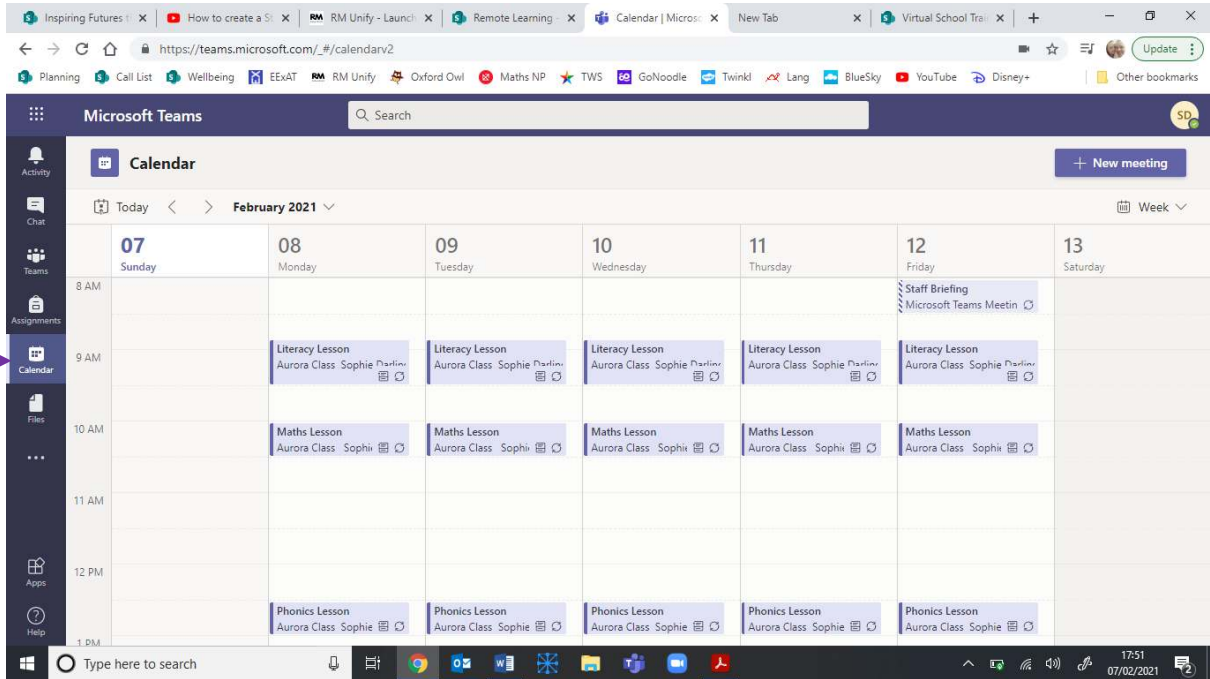 Inspiring Futures t
How to create a S
RM Unify - Launch
Remote Learning -
Calendar | Micros
New Tab
Virtual School Trai
https://teams.microsoft.com/_#/calendarv2
Update
Planning Call List Wellbeing EExAT RM Unify Oxford Owl Maths NP TWS GoNoodle Twinkl Lang BlueSky YouTube Disney+ Other bookmarks
Microsoft Teams
Search
SD
Activity
Chat
Teams
Assignments
Calendar
Files
Apps
Help
Calendar
+ New meeting
Today < > February 2021
Week
07 08 09 10 11 12 13
Sunday Monday Tuesday Wednesday Thursday Friday Saturday
8 AM
Staff Briefing
Microsoft Teams Meetin
9 AM
Literacy Lesson Literacy Lesson Literacy Lesson Literacy Lesson Literacy Lesson
Aurora Class Sophie Aurora Class Sophie Aurora Class Sophie Aurora Class Sophie Aurora Class Sophie
10 AM
Maths Lesson Maths Lesson Maths Lesson Maths Lesson Maths Lesson
Aurora Class Sophie Aurora Class Sophie Aurora Class Sophie Aurora Class Sophie Aurora Class Sophie
11 AM
12 PM
Phonics Lesson Phonics Lesson Phonics Lesson Phonics Lesson Phonics Lesson
Aurora Class Sophie Aurora Class Sophie Aurora Class Sophie Aurora Class Sophie Aurora Class Sophie
1 PM
Type here to search
17:51
07/02/2021
2